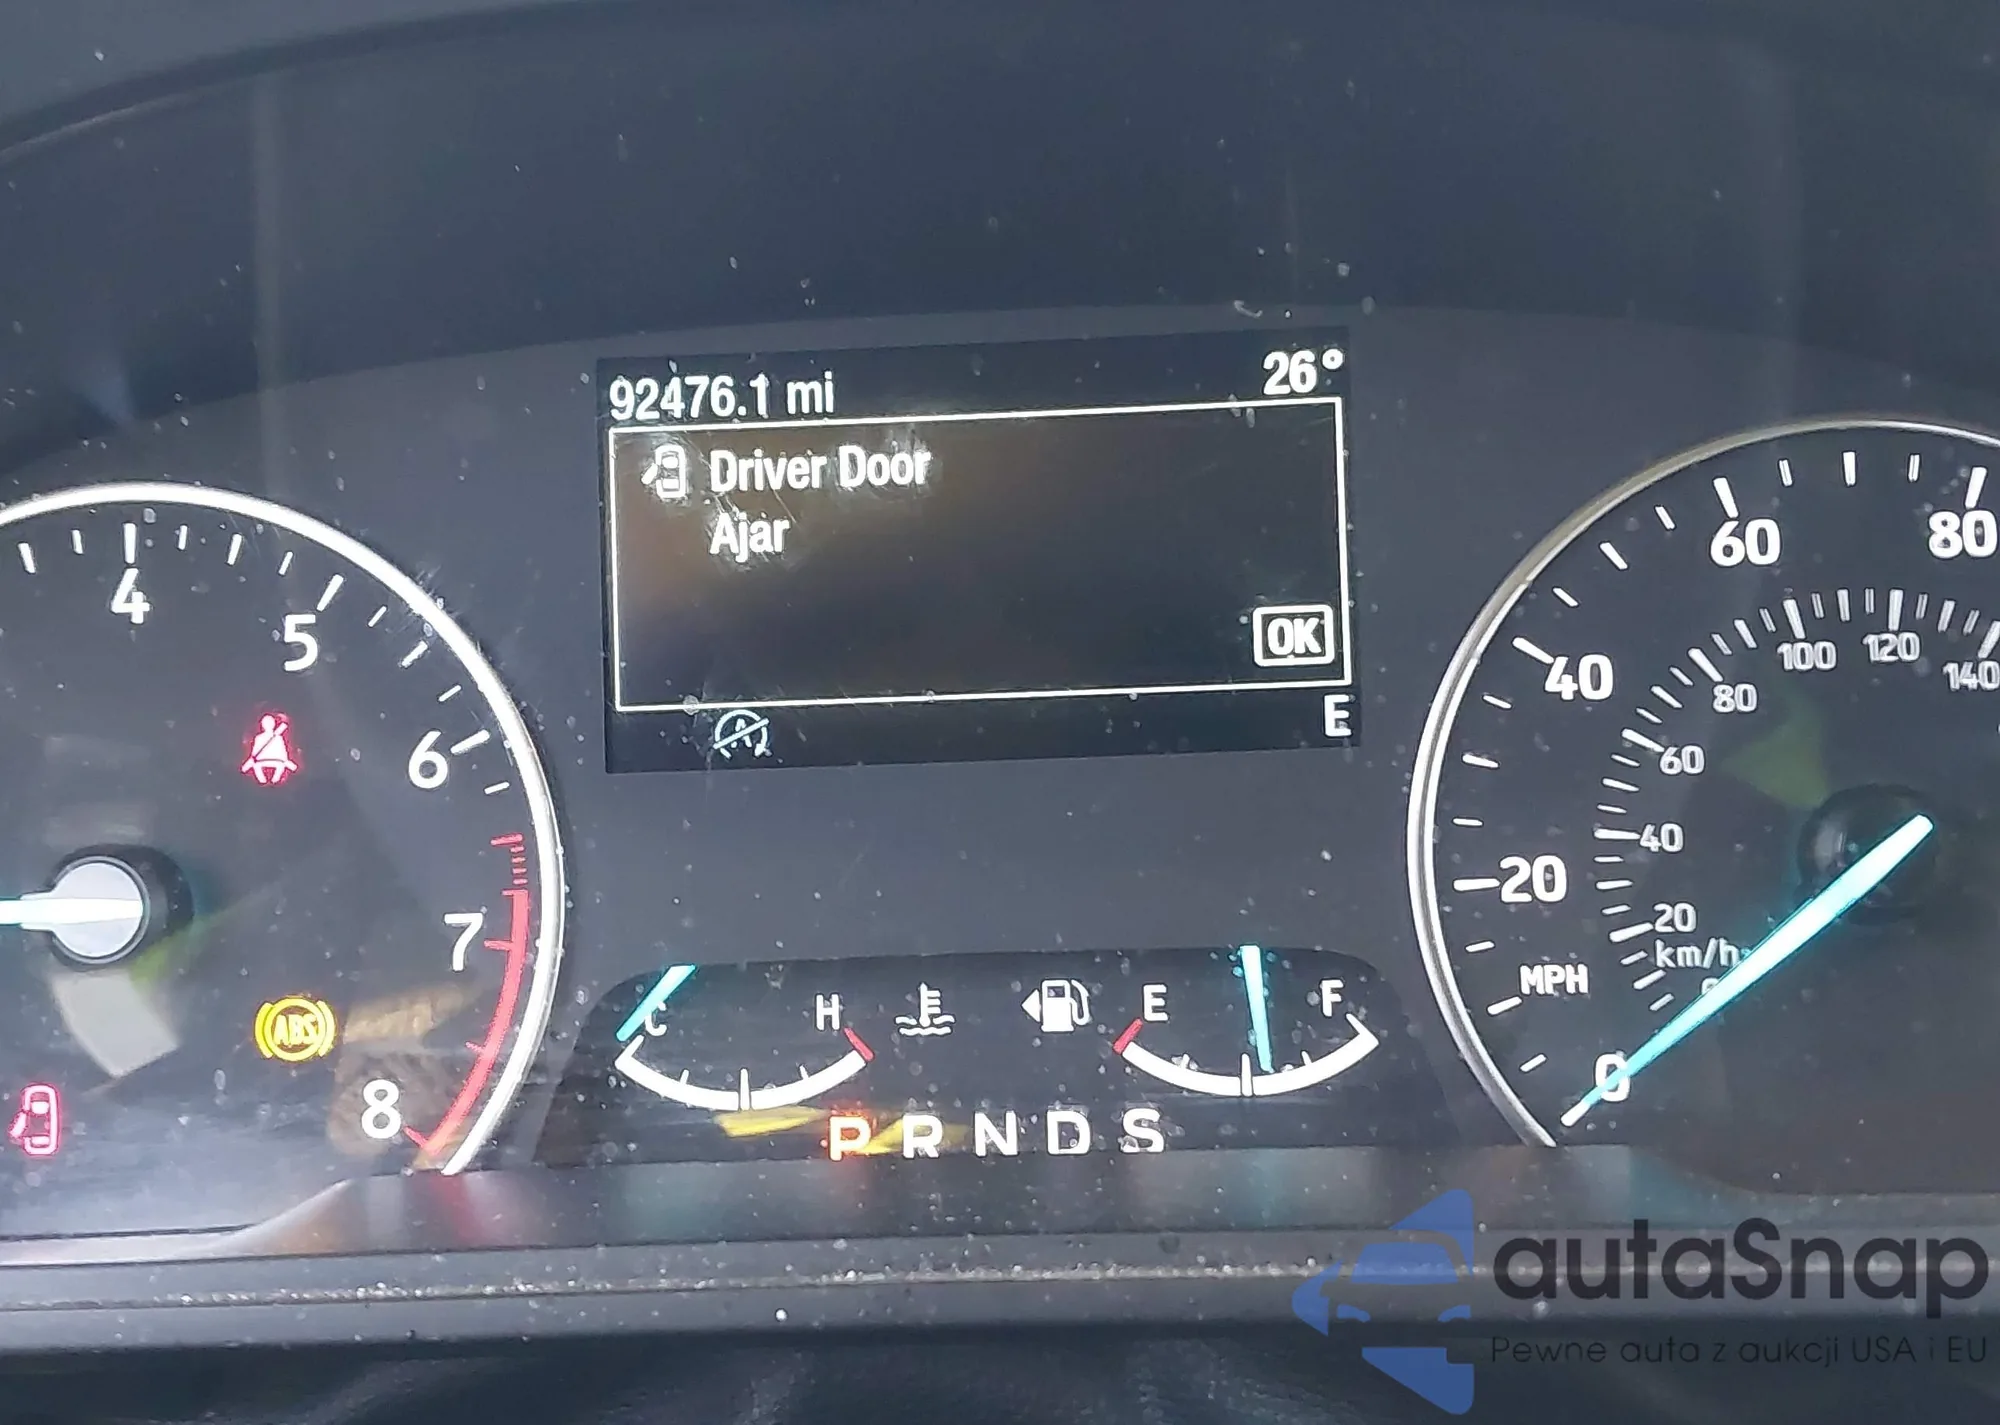 92476.1 mi
26°
Driver Door
Ajar
OK
E
4
5
6
7
8
ABS
C
H
E
F
P R N D S
80
60
40
20
0
MPH
140
120
100
80
60
40
20
km/h
autaSnap
Pewne auta z aukcji USA i EU